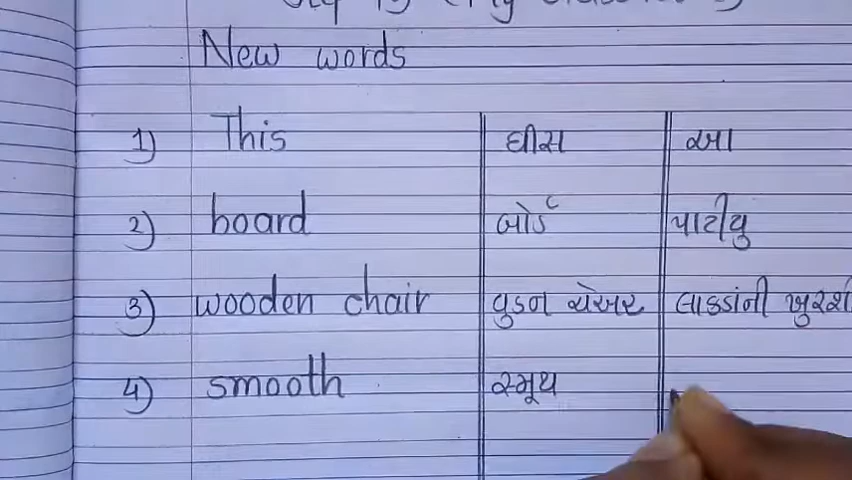 New words
1) This ધીસ આ
2) board બોર્ડ પાટીયુ
3) wooden chair વુડન ચેઅર લાકડાંની ખુરશી
4) smooth સ્મૂથ